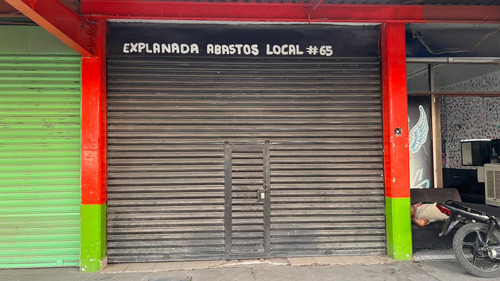 EXPLANADA ABASTOS LOCAL #65